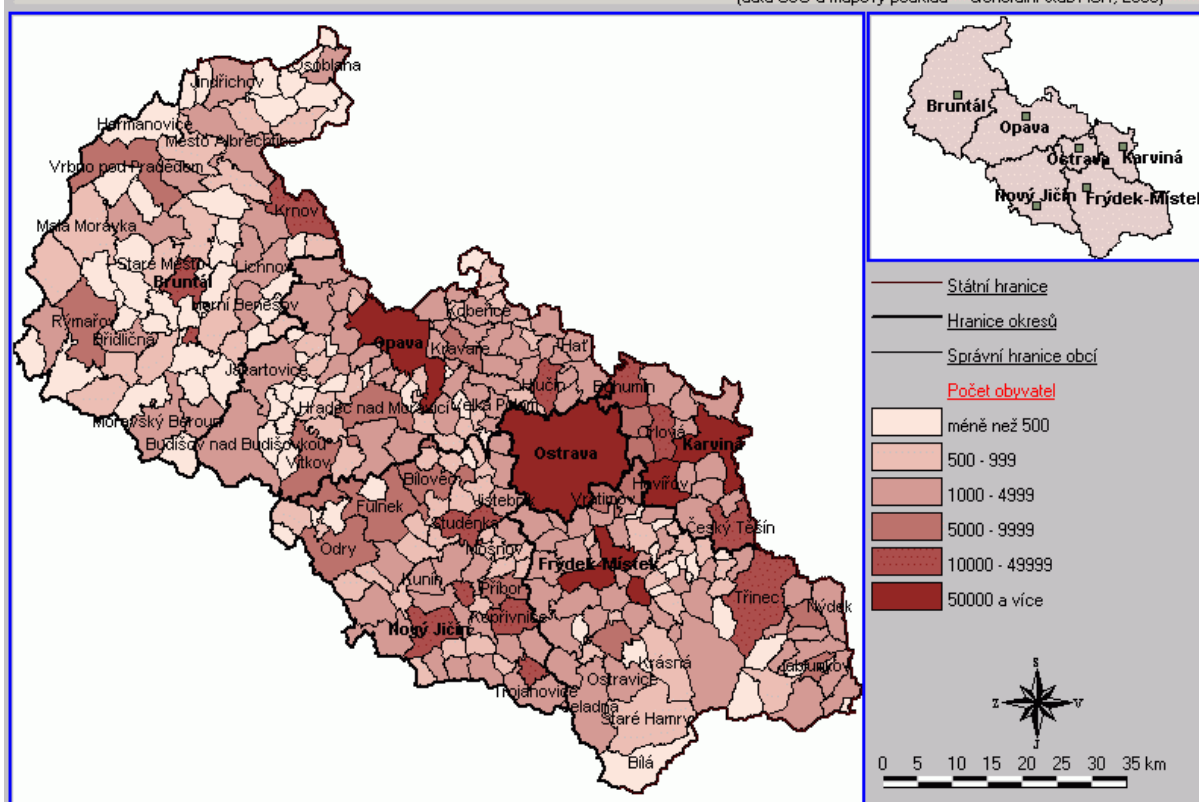 Osoblaha
Jindřichov
Heřmanovice
Město Albrechtice
Vrbno pod Pradědem
Krnov
Malá Morávka
Staré Město
Lichnov
Bruntál
Horní Benešov
Rýmařov
Břidličná
Opava
Kobeřice
Kravaře
Hať
Jakartovice
Hlučín
Bohumín
Hradec nad Moravicí
Velká Polom
Moravský Beroun
Budišov nad Budišovkou
Vítkov
Ostrava
Orlová
Karviná
Bílovec
Havířov
Jistebník
Vratimov
Fulnek
Studénka
Český Těšín
Odry
Mošnov
Frýdek-Místek
Kunín
Příbor
Třinec
Nýdek
Kopřivnice
Nový Jičín
Krásná
Jablunkov
Ostravice
Trojanovice
Čeladná
Staré Hamry
Bílá
Bruntál
Opava
Ostrava
Karviná
Nový Jičín
Frýdek-Místek
Státní hranice
Hranice okresů
Správní hranice obcí
Počet obyvatel
méně než 500
500 - 999
1000 - 4999
5000 - 9999
10000 - 49999
50000 a více
S
Z V
J
0 5 10 15 20 25 30 35 km